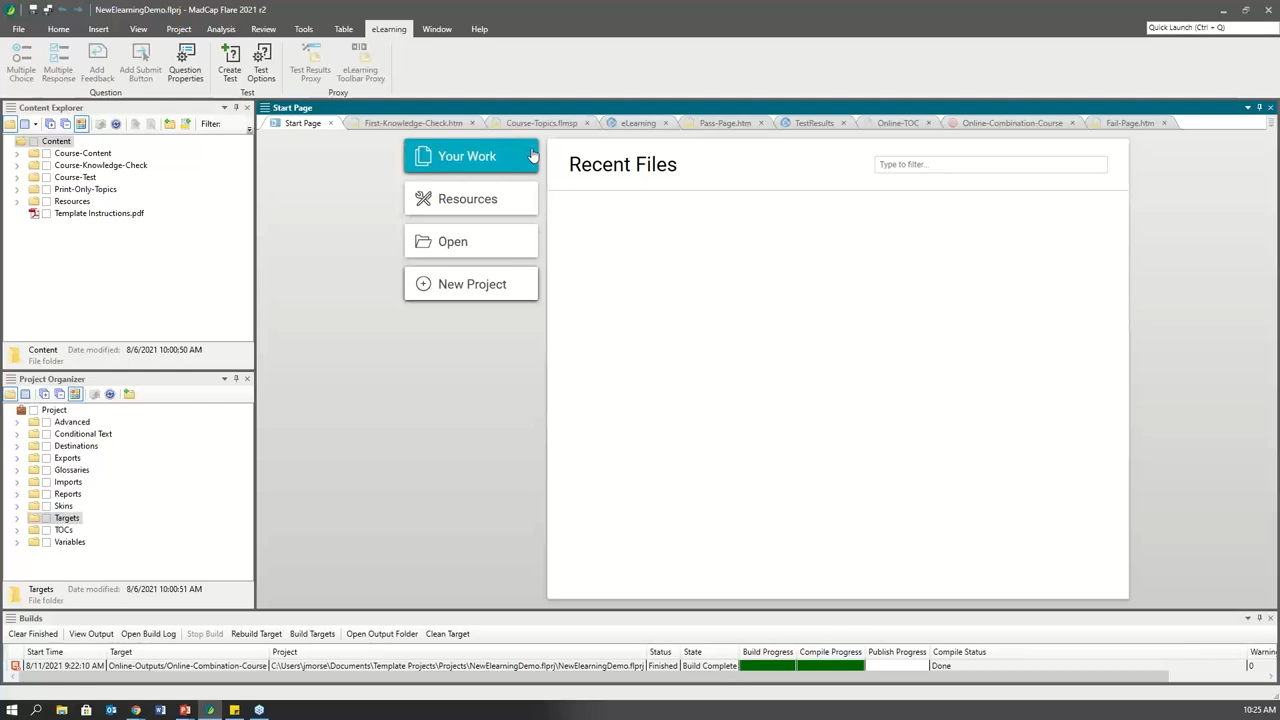 NewElearningDemo.flprj - MadCap Flare 2021 r2
File Home Insert View Project Analysis Review Tools Table eLearning Window Help
Quick Launch (Ctrl + Q)
Multiple Choice
Multiple Response
Add Feedback
Add Submit Button
Question Properties
Create Test
Test Options
Test Results Proxy
eLearning Toolbar Proxy
Question Test Proxy
Content Explorer
Filter:
Content
Course-Content
Course-Knowledge-Check
Course-Test
Print-Only-Topics
Resources
Template Instructions.pdf
Content Date modified: 8/6/2021 10:00:50 AM
File folder
Project Organizer
Project
Advanced
Conditional Text
Destinations
Exports
Glossaries
Imports
Reports
Skins
Targets
TOCs
Variables
Targets Date modified: 8/6/2021 10:00:51 AM
File folder
Start Page
Start Page First-Knowledge-Check.htm Course-Topics.flmsp eLearning Pass-Page.htm TestResults Online-TOC Online-Combination-Course Fail-Page.htm
Your Work
Resources
Open
New Project
Recent Files
Type to filter...
Builds
Clear Finished View Output Open Build Log Stop Build Rebuild Target Build Targets Open Output Folder Clean Target
Start Time Target Project Status State Build Progress Compile Progress Publish Progress Compile Status Warnin
8/11/2021 9:22:10 AM Online-Outputs/Online-Combination-Course C:\Users\jmorse\Documents\Template Projects\Projects\NewElearningDemo.flprj\NewElearningDemo.flprj Finished Build Complete Done 0
10:25 AM